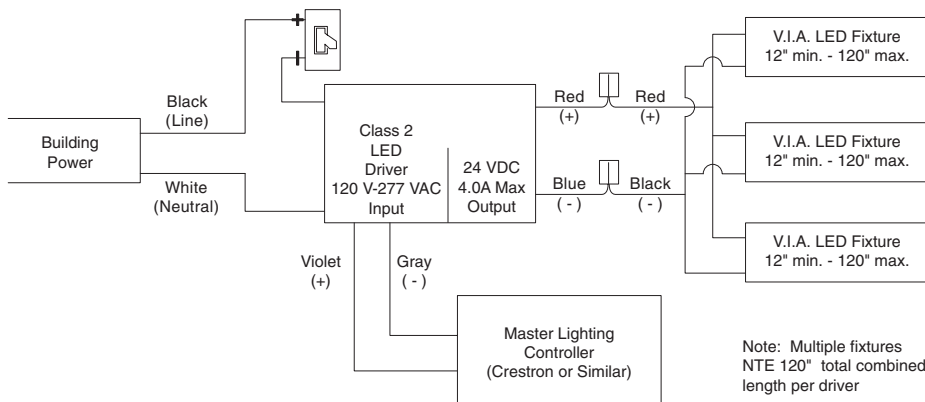 Black
(Line)
Building
Power
White
(Neutral)
Class 2
LED
Driver
120 V-277 VAC
Input
24 VDC
4.0A Max
Output
Red
(+)
Red
(+)
Blue
( - )
Black
( - )
V.I.A. LED Fixture
12" min. - 120" max.
V.I.A. LED Fixture
12" min. - 120" max.
V.I.A. LED Fixture
12" min. - 120" max.
Violet
(+)
Gray
( - )
Master Lighting
Controller
(Crestron or Similar)
Note: Multiple fixtures
NTE 120" total combined
length per driver